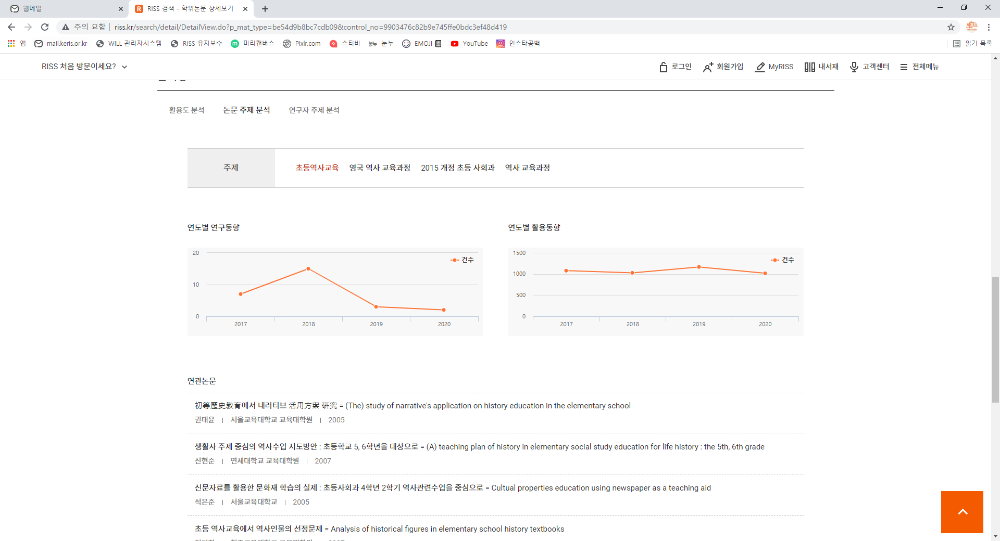 웹메일
RISS 검색 - 학위논문 상세보기
주의 요함 | riss.kr/search/detail/DetailView.do?p_mat_type=be54d9b8bc7cdb09&control_no=9903476c82b9e745ffe0bdc3ef48d419
앱 mail.keris.or.kr WILL 관리자시스템 RISS 유지보수 미리캔버스 Pixlr.com 스티비 눈누 눈누 EMOJI YouTube 인스타공백 읽기 목록
RISS 처음 방문이세요? 로그인 회원가입 MyRISS 내서재 고객센터 전체메뉴
활용도 분석 논문 주제 분석 연구자 주제 분석
주제 초등역사교육 영국 역사 교육과정 2015 개정 초등 사회과 역사 교육과정
연도별 연구동향
20
건수
10
0
2017 2018 2019 2020
연도별 활용동향
1500
건수
1000
500
0
2017 2018 2019 2020
연관논문
初等歷史敎育에서 내러티브 活用方案 硏究 = (The) study of narrative's application on history education in the elementary school
권태윤 | 서울교육대학교 교육대학원 | 2005
생활사 주제 중심의 역사수업 지도방안 : 초등학교 5, 6학년을 대상으로 = (A) teaching plan of history in elementary social study education for life history : the 5th, 6th grade
신현순 | 연세대학교 교육대학원 | 2007
신문자료를 활용한 문화재 학습의 실제 : 초등사회과 4학년 2학기 역사관련수업을 중심으로 = Cultual properties education using newspaper as a teaching aid
석은준 | 서울교육대학교 | 2005
초등 역사교육에서 역사인물의 선정문제 = Analysis of historical figures in elementary school history textbooks